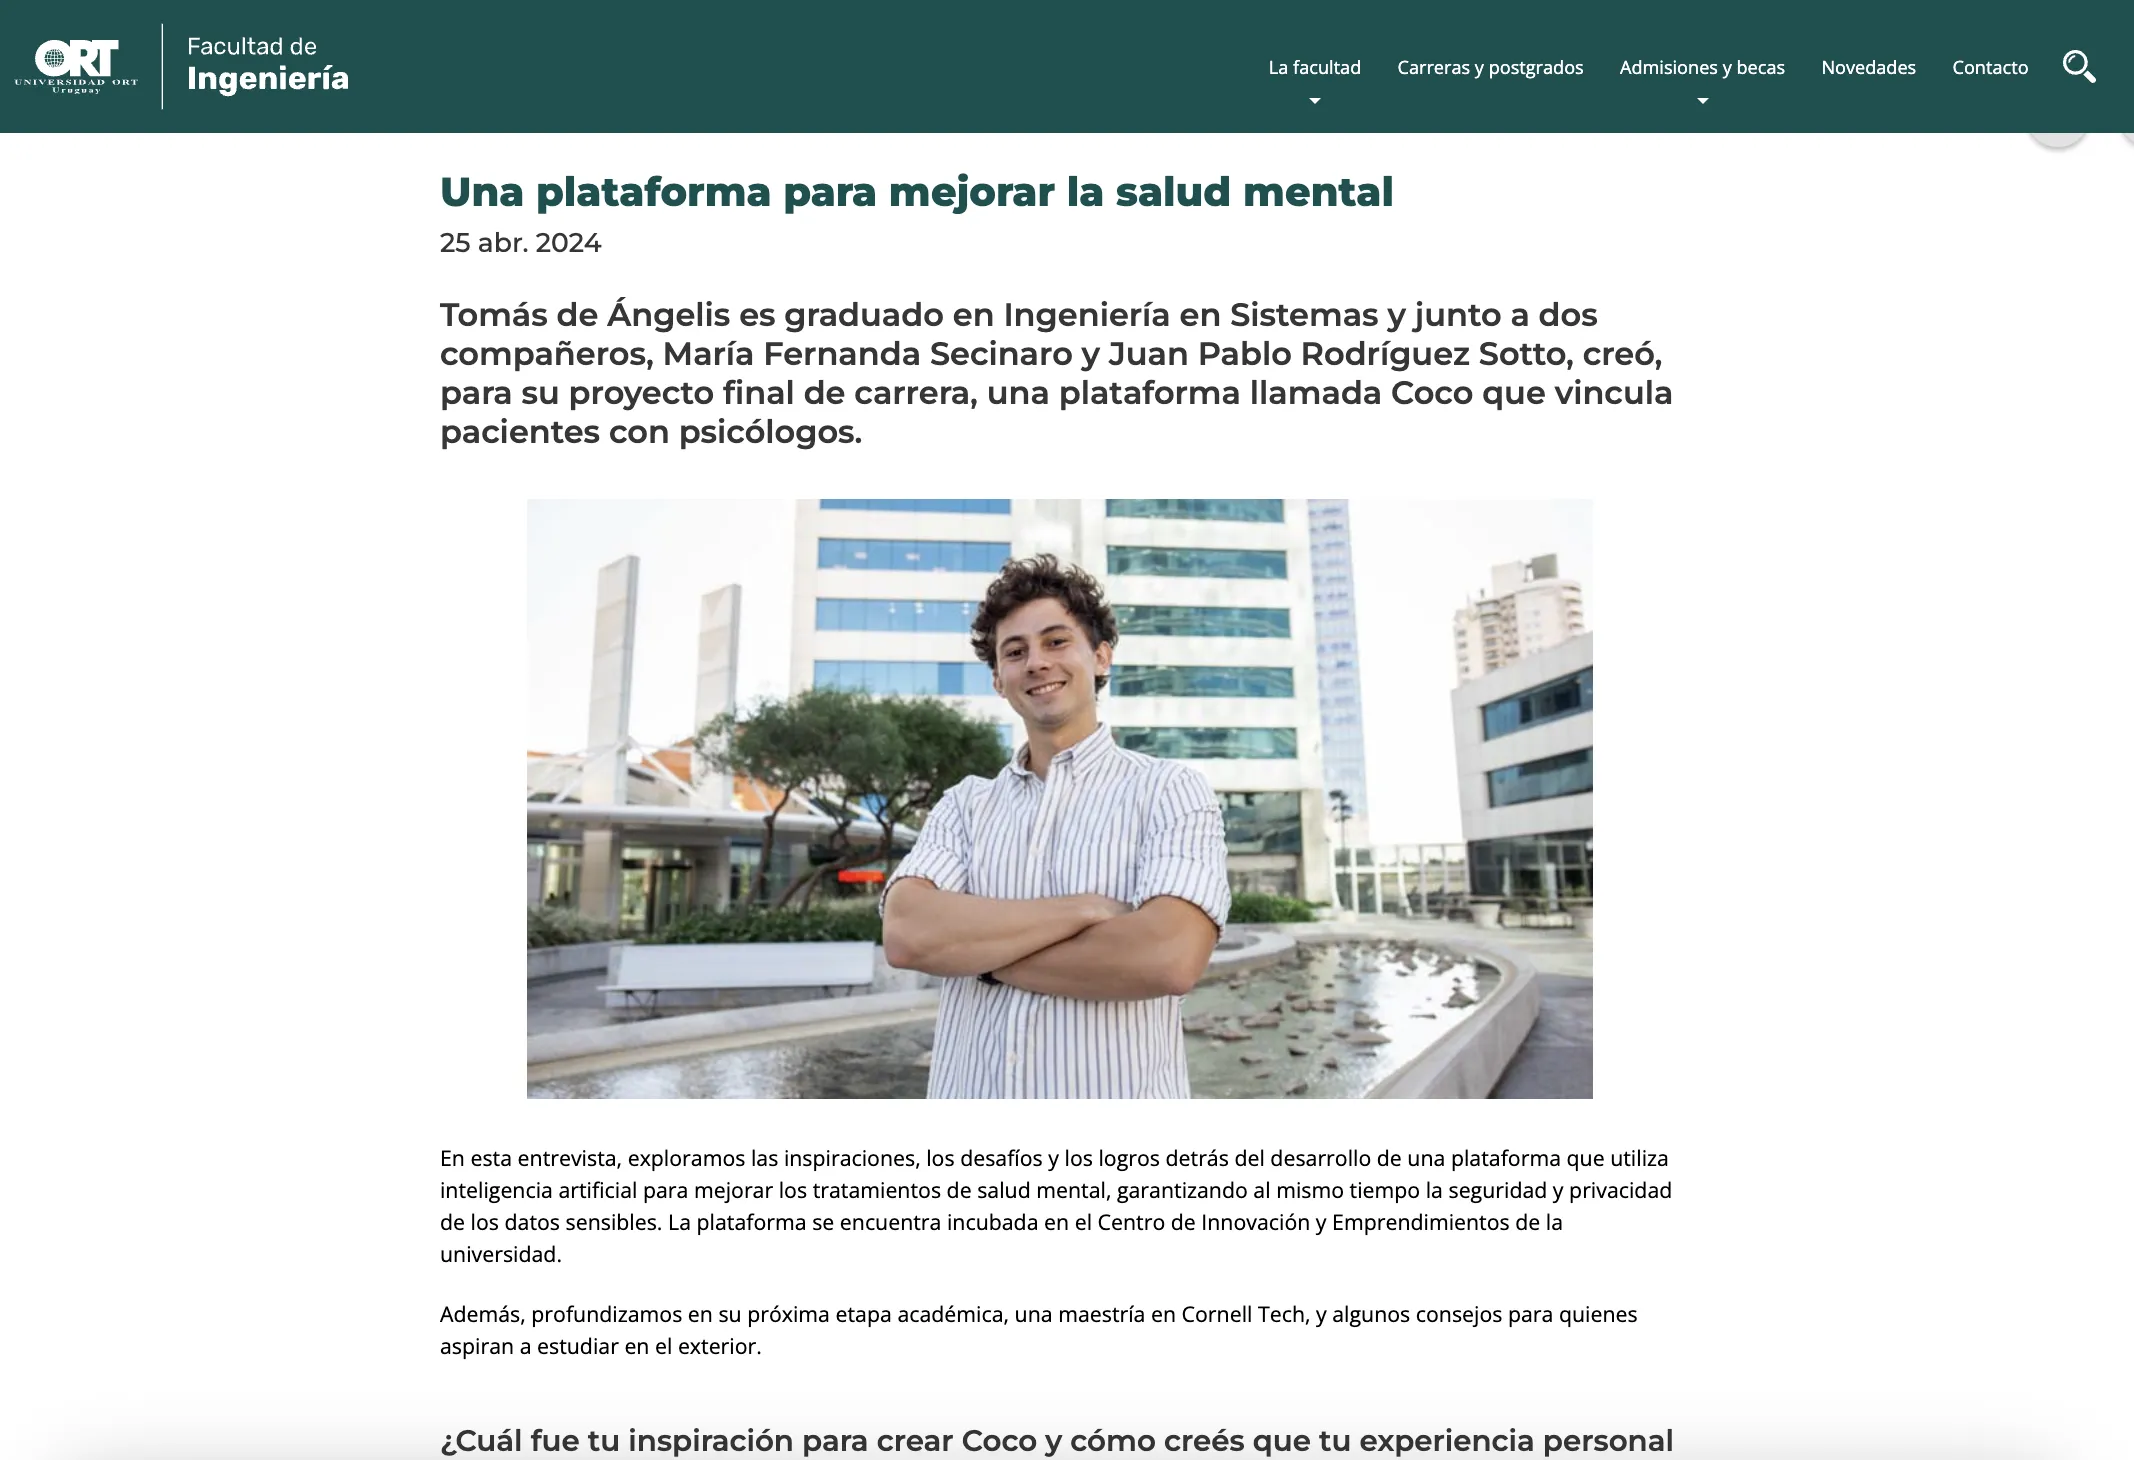 ORT
UNIVERSIDAD ORT
Uruguay
Facultad de
Ingeniería
La facultad
Carreras y postgrados
Admisiones y becas
Novedades
Contacto
Una plataforma para mejorar la salud mental
25 abr. 2024
Tomás de Ángelis es graduado en Ingeniería en Sistemas y junto a dos
compañeros, María Fernanda Secinaro y Juan Pablo Rodríguez Sotto, creó,
para su proyecto final de carrera, una plataforma llamada Coco que vincula
pacientes con psicólogos.
En esta entrevista, exploramos las inspiraciones, los desafíos y los logros detrás del desarrollo de una plataforma que utiliza
inteligencia artificial para mejorar los tratamientos de salud mental, garantizando al mismo tiempo la seguridad y privacidad
de los datos sensibles. La plataforma se encuentra incubada en el Centro de Innovación y Emprendimientos de la
universidad.
Además, profundizamos en su próxima etapa académica, una maestría en Cornell Tech, y algunos consejos para quienes
aspiran a estudiar en el exterior.
¿Cuál fue tu inspiración para crear Coco y cómo creés que tu experiencia personal